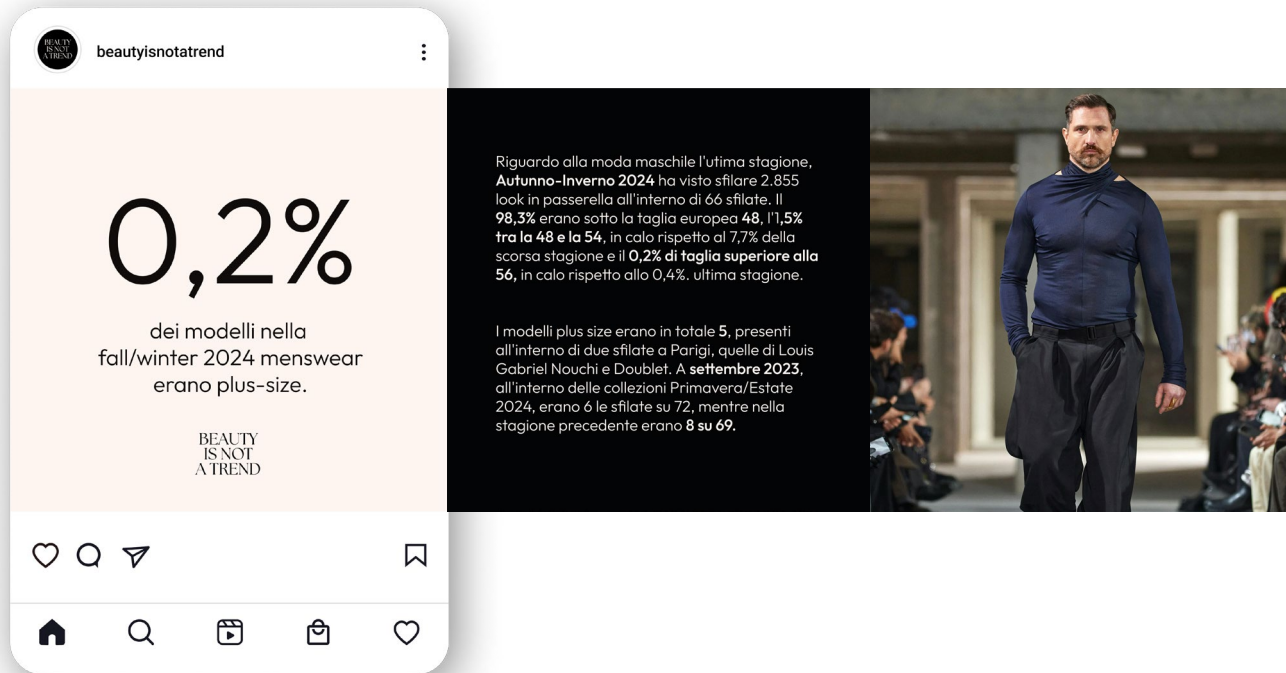 BEAUTY
IS NOT
A TREND
beautyisnotatrend
0,2%
dei modelli nella
fall/winter 2024 menswear
erano plus-size.
BEAUTY
IS NOT
A TREND
Riguardo alla moda maschile l'utima stagione,
Autunno-Inverno 2024 ha visto sfilare 2.855
look in passerella all'interno di 66 sfilate. Il
98,3% erano sotto la taglia europea 48, l'1,5%
tra la 48 e la 54, in calo rispetto al 7,7% della
scorsa stagione e il 0,2% di taglia superiore alla
56, in calo rispetto allo 0,4%. ultima stagione.
I modelli plus size erano in totale 5, presenti
all'interno di due sfilate a Parigi, quelle di Louis
Gabriel Nouchi e Doublet. A settembre 2023,
all'interno delle collezioni Primavera/Estate
2024, erano 6 le sfilate su 72, mentre nella
stagione precedente erano 8 su 69.